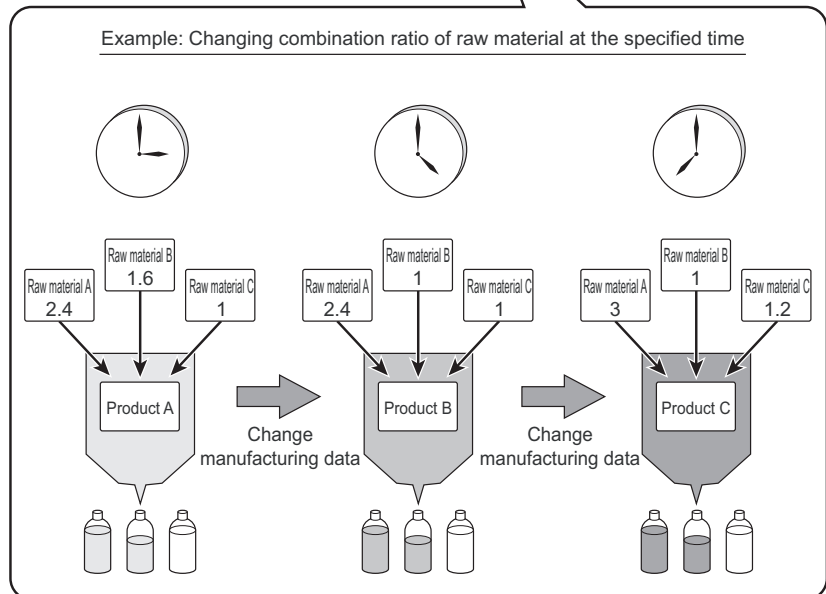 Example: Changing combination ratio of raw material at the specified time
Raw material A
2.4
Raw material B
1.6
Raw material C
1
Product A
Change
manufacturing data
Raw material A
2.4
Raw material B
1
Raw material C
1
Product B
Change
manufacturing data
Raw material A
3
Raw material B
1
Raw material C
1.2
Product C